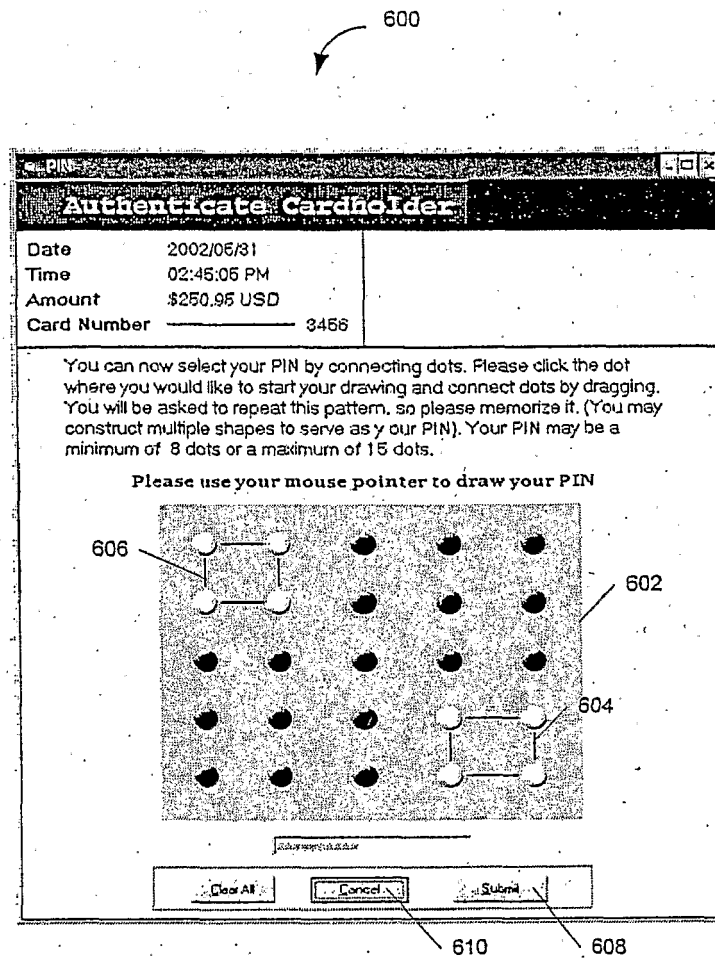 600
PIN
Authenticate Cardholder
Date 2002/05/31
Time 02:45:05 PM
Amount $250.95 USD
Card Number 3456
You can now select your PIN by connecting dots. Please click the dot
where you would like to start your drawing and connect dots by dragging.
You will be asked to repeat this pattern, so please memorize it. (You may
construct multiple shapes to serve as y our PIN). Your PIN may be a
minimum of 8 dots or a maximum of 15 dots.
Please use your mouse pointer to draw your PIN
606
602
604
Clear All Cancel Submit
610 608